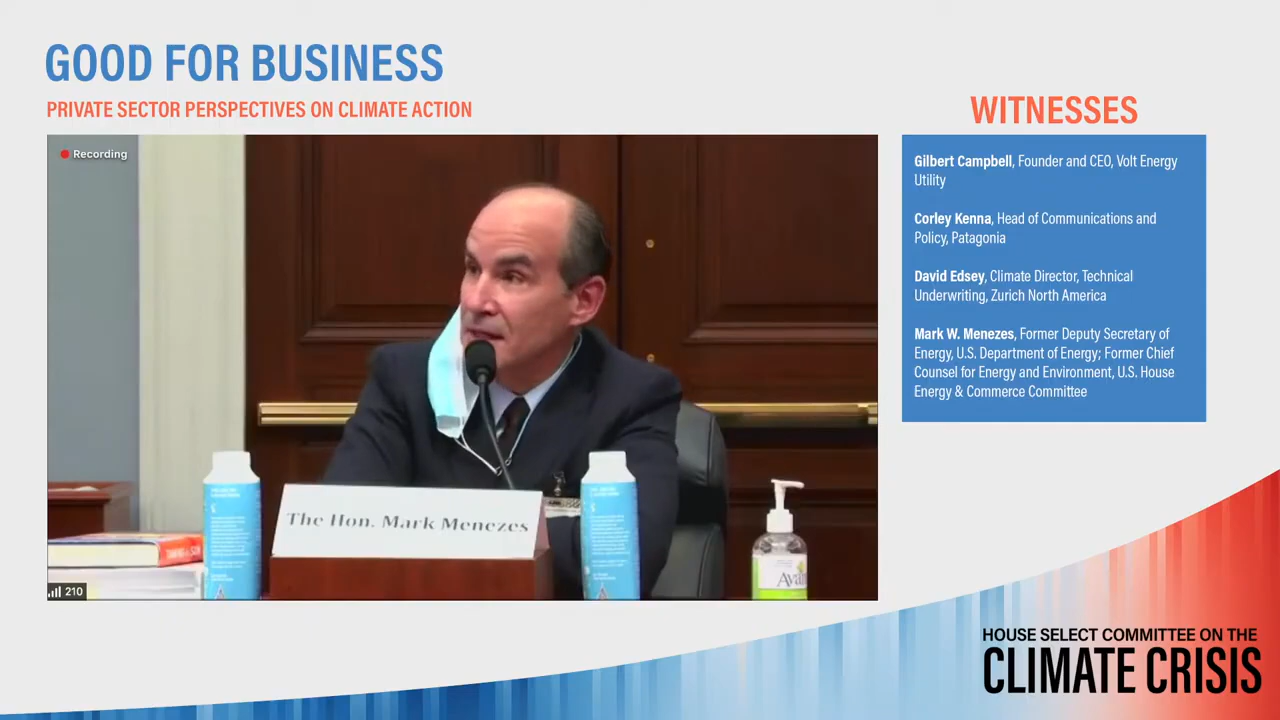 GOOD FOR BUSINESS
PRIVATE SECTOR PERSPECTIVES ON CLIMATE ACTION
WITNESSES
Recording
Gilbert Campbell, Founder and CEO, Volt Energy
Utility
Corley Kenna, Head of Communications and
Policy, Patagonia
David Edsey, Climate Director, Technical
Underwriting, Zurich North America
Mark W. Menezes, Former Deputy Secretary of
Energy, U.S. Department of Energy; Former Chief
Counsel for Energy and Environment, U.S. House
Energy & Commerce Committee
The Hon. Mark Menezes
210
HOUSE SELECT COMMITTEE ON THE
CLIMATE CRISIS